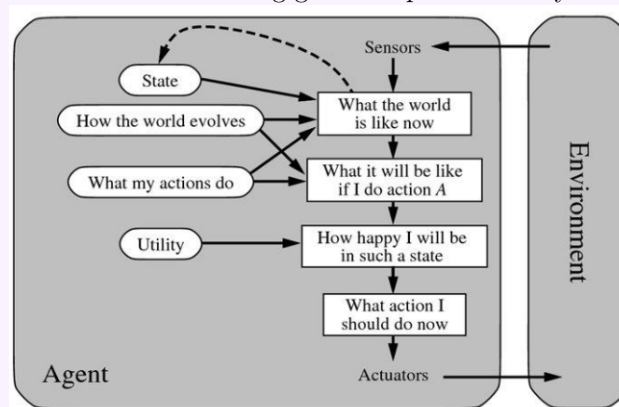 Sensors
State
What the world
is like now
How the world evolves
What it will be like
if I do action A
What my actions do
How happy I will be
in such a state
Utility
What action I
should do now
Agent
Actuators
Environment